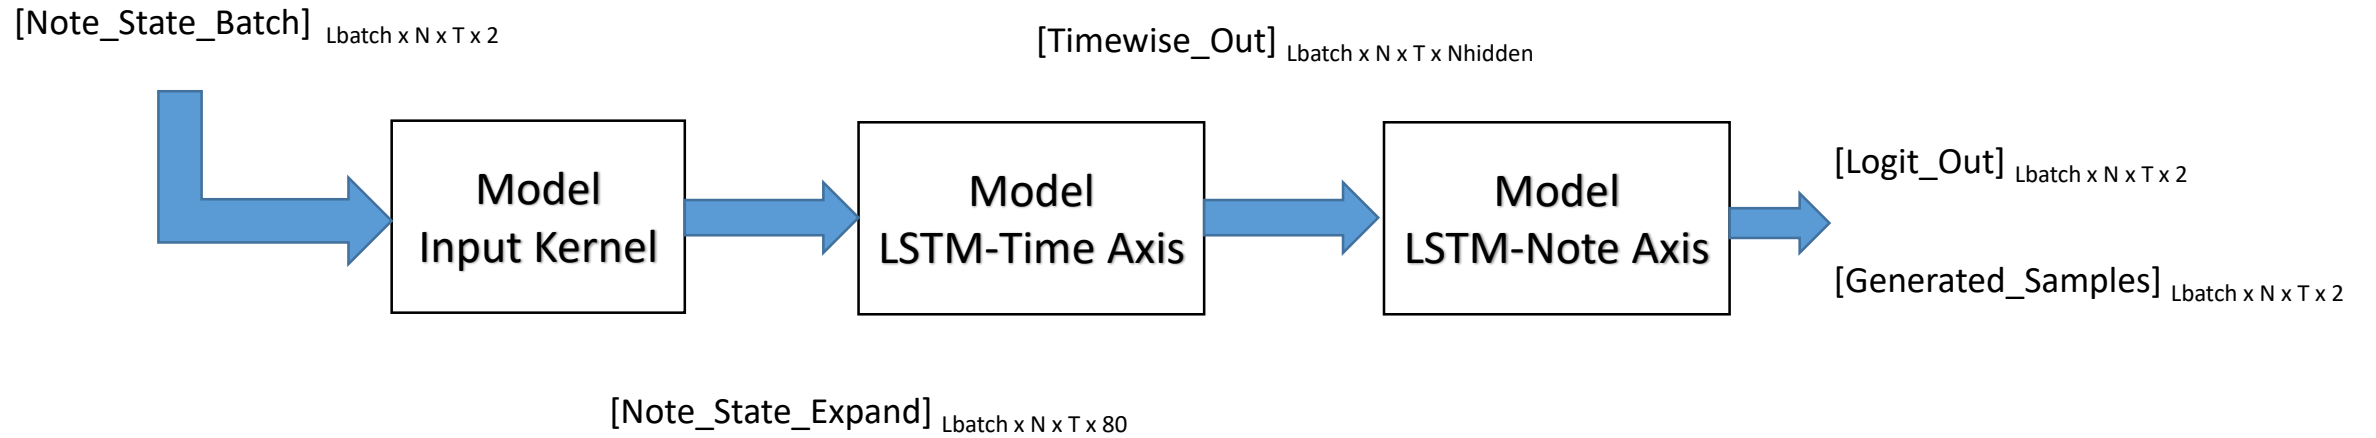 [Note_State_Batch] Lbatch x N x T x 2
[Timewise_Out] Lbatch x N x T x Nhidden
Model
Input Kernel
Model
LSTM-Time Axis
Model
LSTM-Note Axis
[Logit_Out] Lbatch x N x T x 2
[Generated_Samples] Lbatch x N x T x 2
[Note_State_Expand] Lbatch x N x T x 80